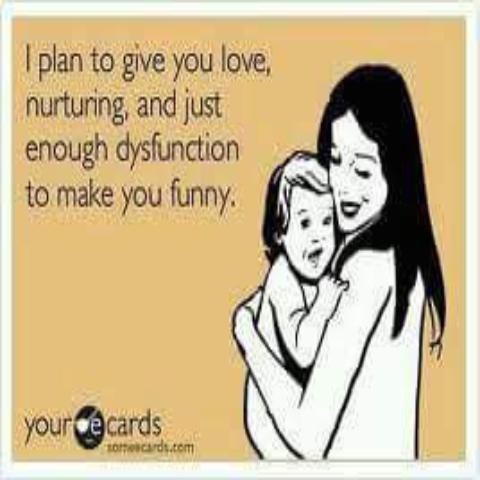 I plan to give you love,
nurturing, and just
enough dysfunction
to make you funny.
your e cards
someecards.com